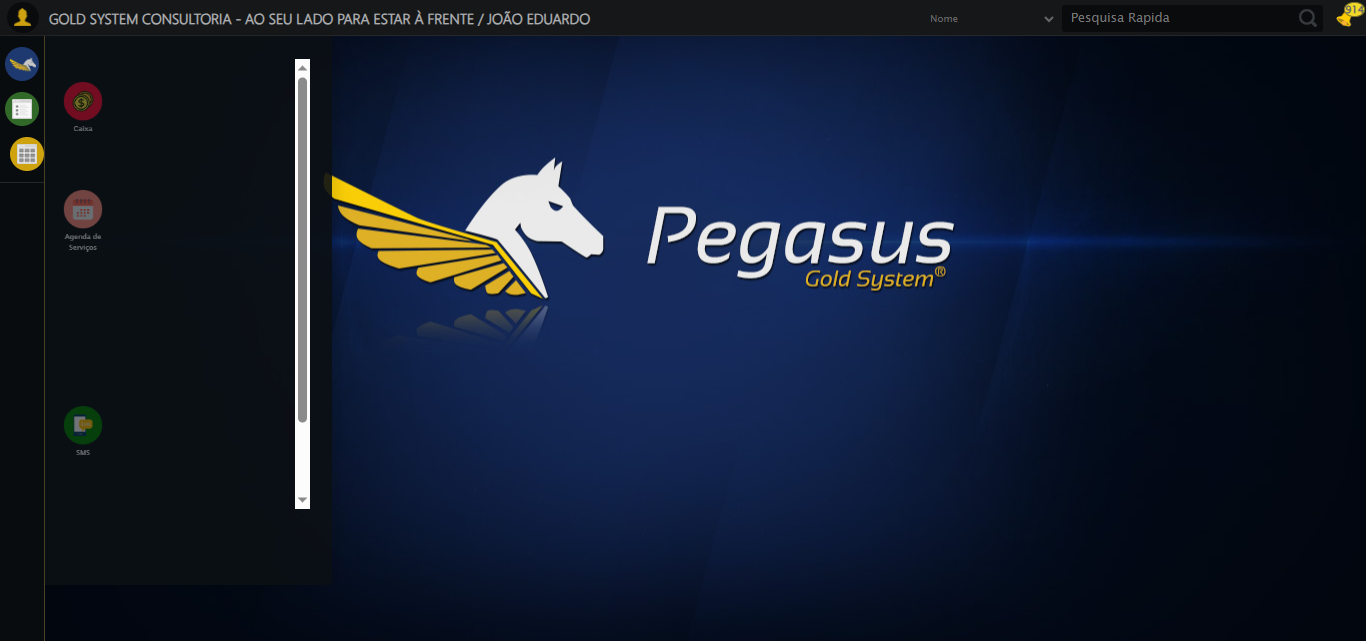 GOLD SYSTEM CONSULTORIA - AO SEU LADO PARA ESTAR À FRENTE / JOÃO EDUARDO
Nome
Pesquisa Rapida
914
Caixa
Agenda de
Serviços
Pegasus
Gold System®
SMS